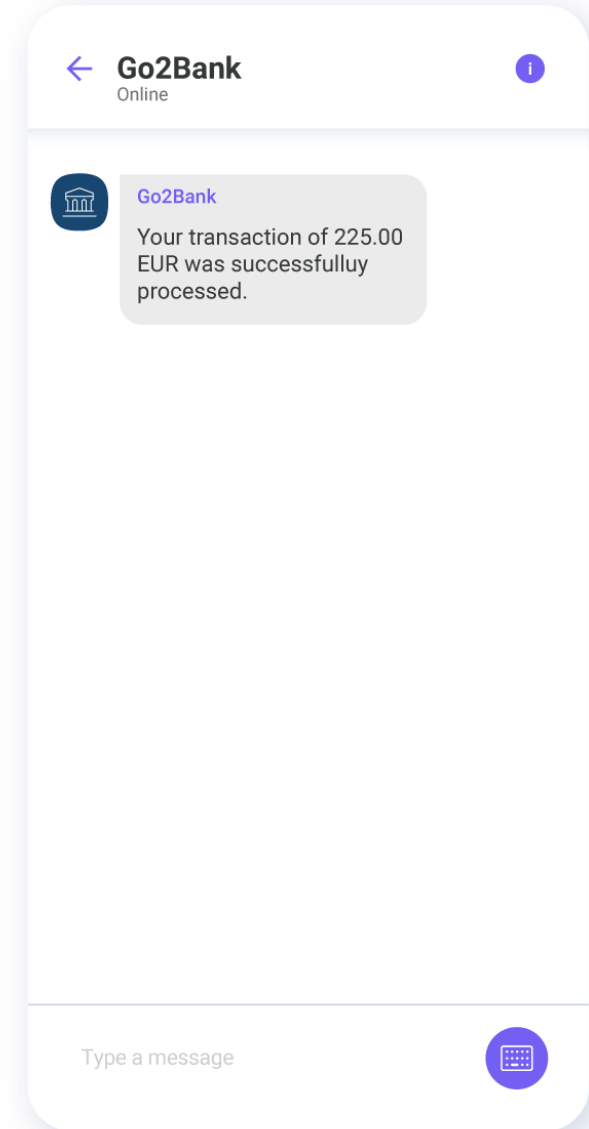 Go2Bank
Online
i
Go2Bank
Your transaction of 225.00
EUR was successfulluy
processed.
Type a message